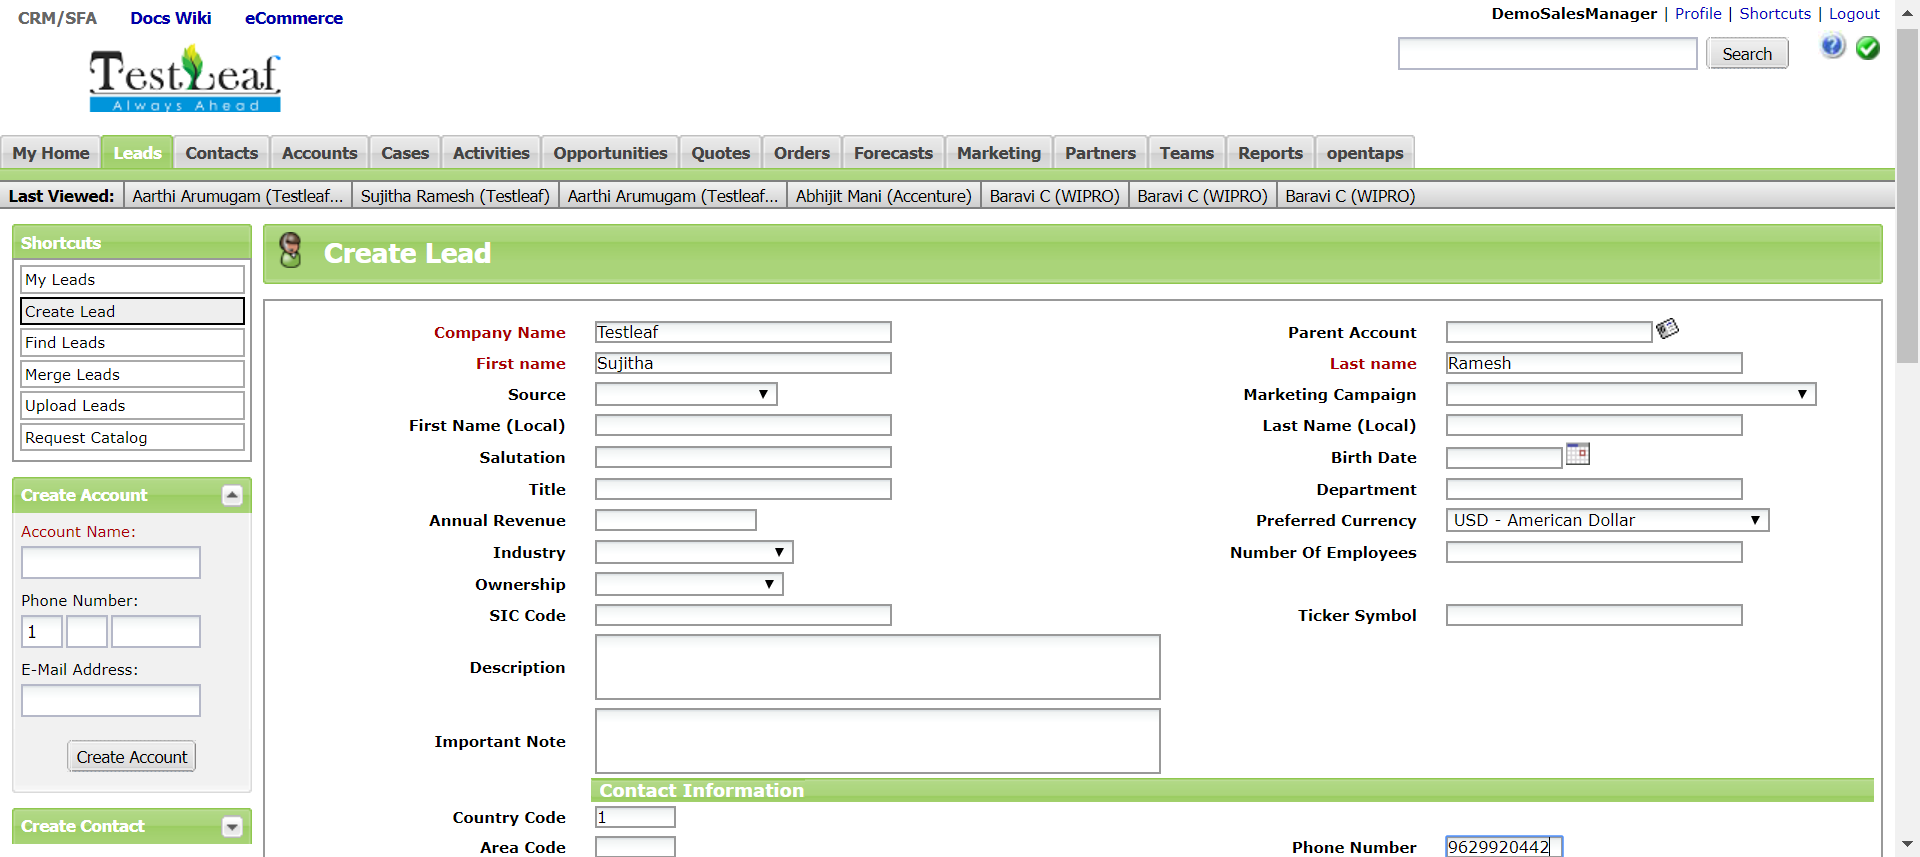 CRM/SFA Docs Wiki eCommerce
DemoSalesManager | Profile | Shortcuts | Logout
Search
TestLeaf
Always Ahead
My Home Leads Contacts Accounts Cases Activities Opportunities Quotes Orders Forecasts Marketing Partners Teams Reports opentaps
Last Viewed: Aarthi Arumugam (Testleaf... Sujitha Ramesh (Testleaf) Aarthi Arumugam (Testleaf... Abhijit Mani (Accenture) Baravi C (WIPRO) Baravi C (WIPRO) Baravi C (WIPRO)
Shortcuts
My Leads
Create Lead
Find Leads
Merge Leads
Upload Leads
Request Catalog
Create Account
Account Name:
Phone Number:
1
E-Mail Address:
Create Account
Create Contact
Create Lead
Company Name Testleaf Parent Account
First name Sujitha Last name Ramesh
Source Marketing Campaign
First Name (Local) Last Name (Local)
Salutation Birth Date
Title Department
Annual Revenue Preferred Currency USD - American Dollar
Industry Number Of Employees
Ownership
SIC Code Ticker Symbol
Description
Important Note
Contact Information
Country Code 1
Area Code Phone Number 9629920442